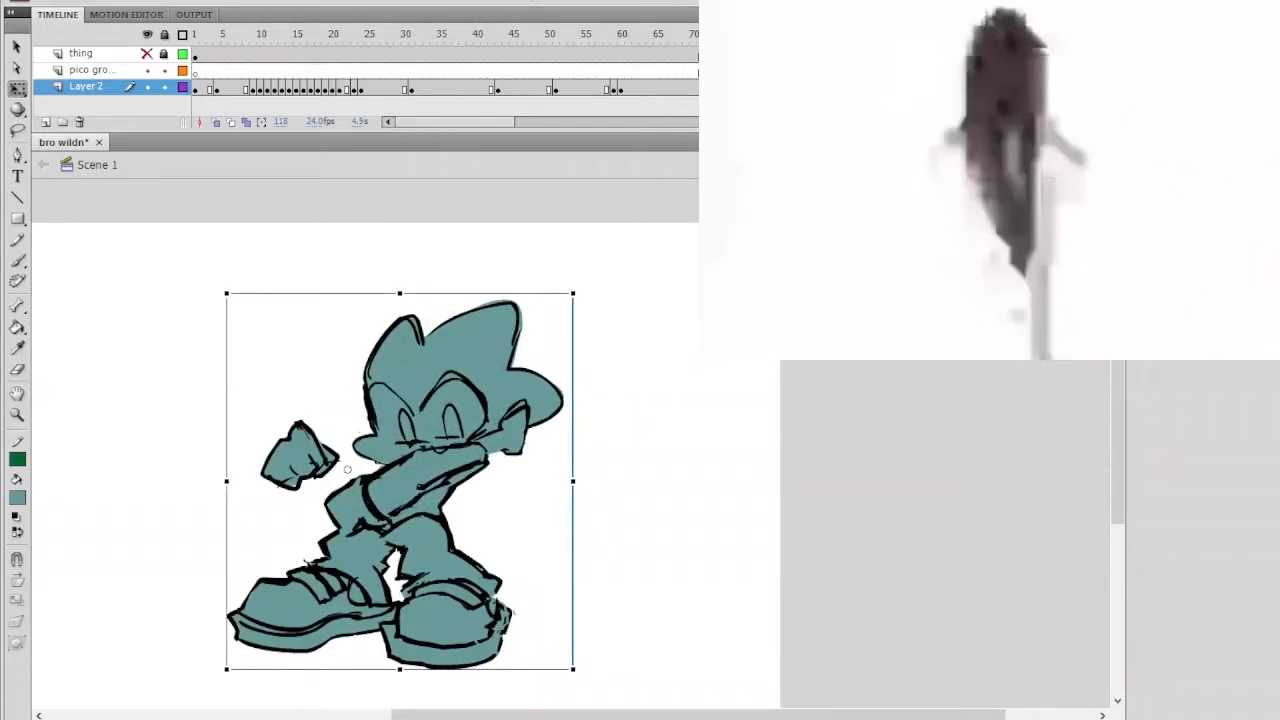 TIMELINE MOTION EDITOR OUTPUT
1 5 10 15 20 25 30 35 40 45 50 55 60 65 70
thing
pico gro...
Layer 2
118 24.0fps 4.9s
bro wildn* ×
Scene 1
T